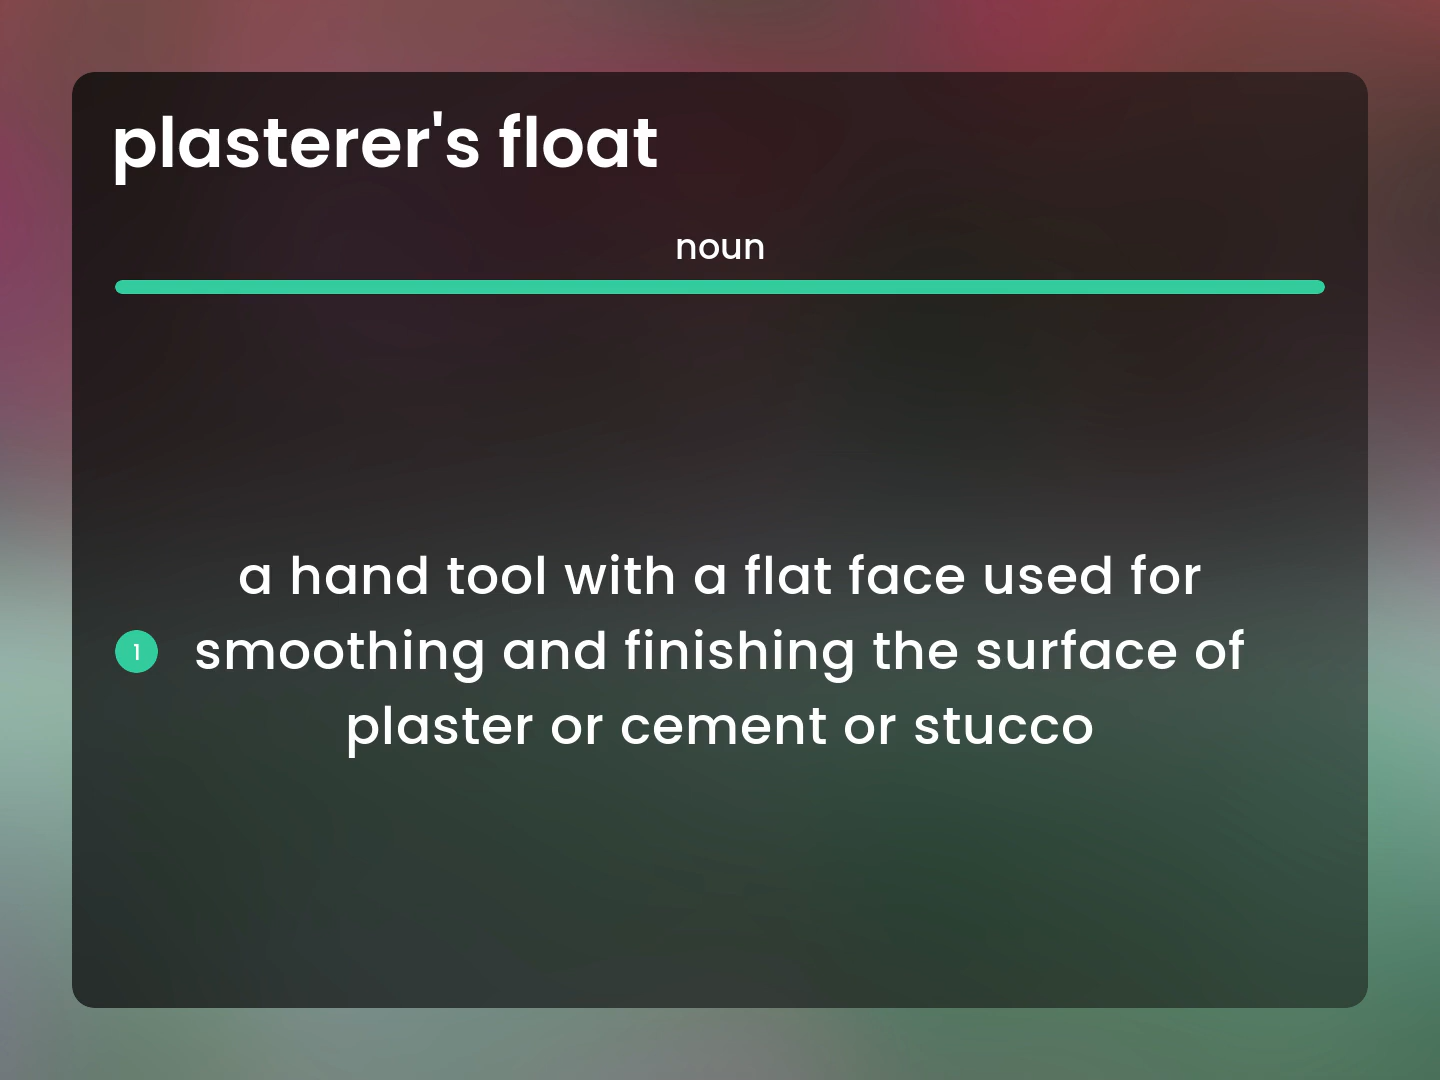 plasterer's float
noun
a hand tool with a flat face used for
1 smoothing and finishing the surface of
plaster or cement or stucco